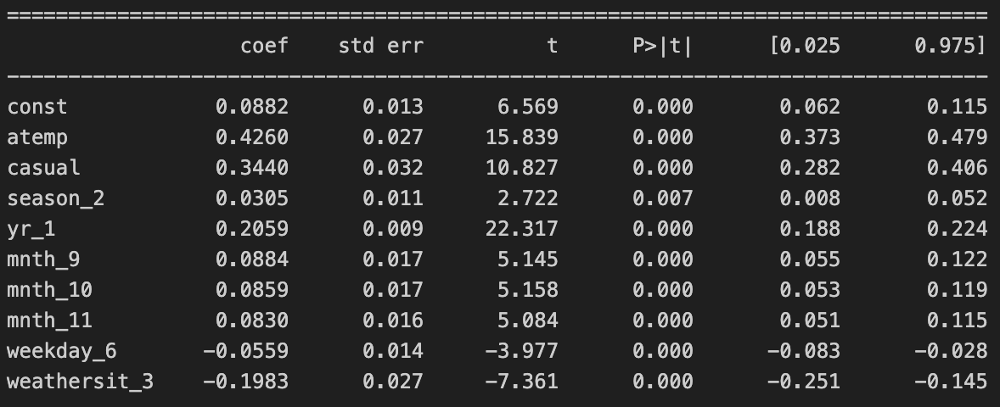 ================================================================================
coef std err t P>|t| [0.025 0.975]
--------------------------------------------------------------------------------
const 0.0882 0.013 6.569 0.000 0.062 0.115
atemp 0.4260 0.027 15.839 0.000 0.373 0.479
casual 0.3440 0.032 10.827 0.000 0.282 0.406
season_2 0.0305 0.011 2.722 0.007 0.008 0.052
yr_1 0.2059 0.009 22.317 0.000 0.188 0.224
mnth_9 0.0884 0.017 5.145 0.000 0.055 0.122
mnth_10 0.0859 0.017 5.158 0.000 0.053 0.119
mnth_11 0.0830 0.016 5.084 0.000 0.051 0.115
weekday_6 -0.0559 0.014 -3.977 0.000 -0.083 -0.028
weathersit_3 -0.1983 0.027 -7.361 0.000 -0.251 -0.145